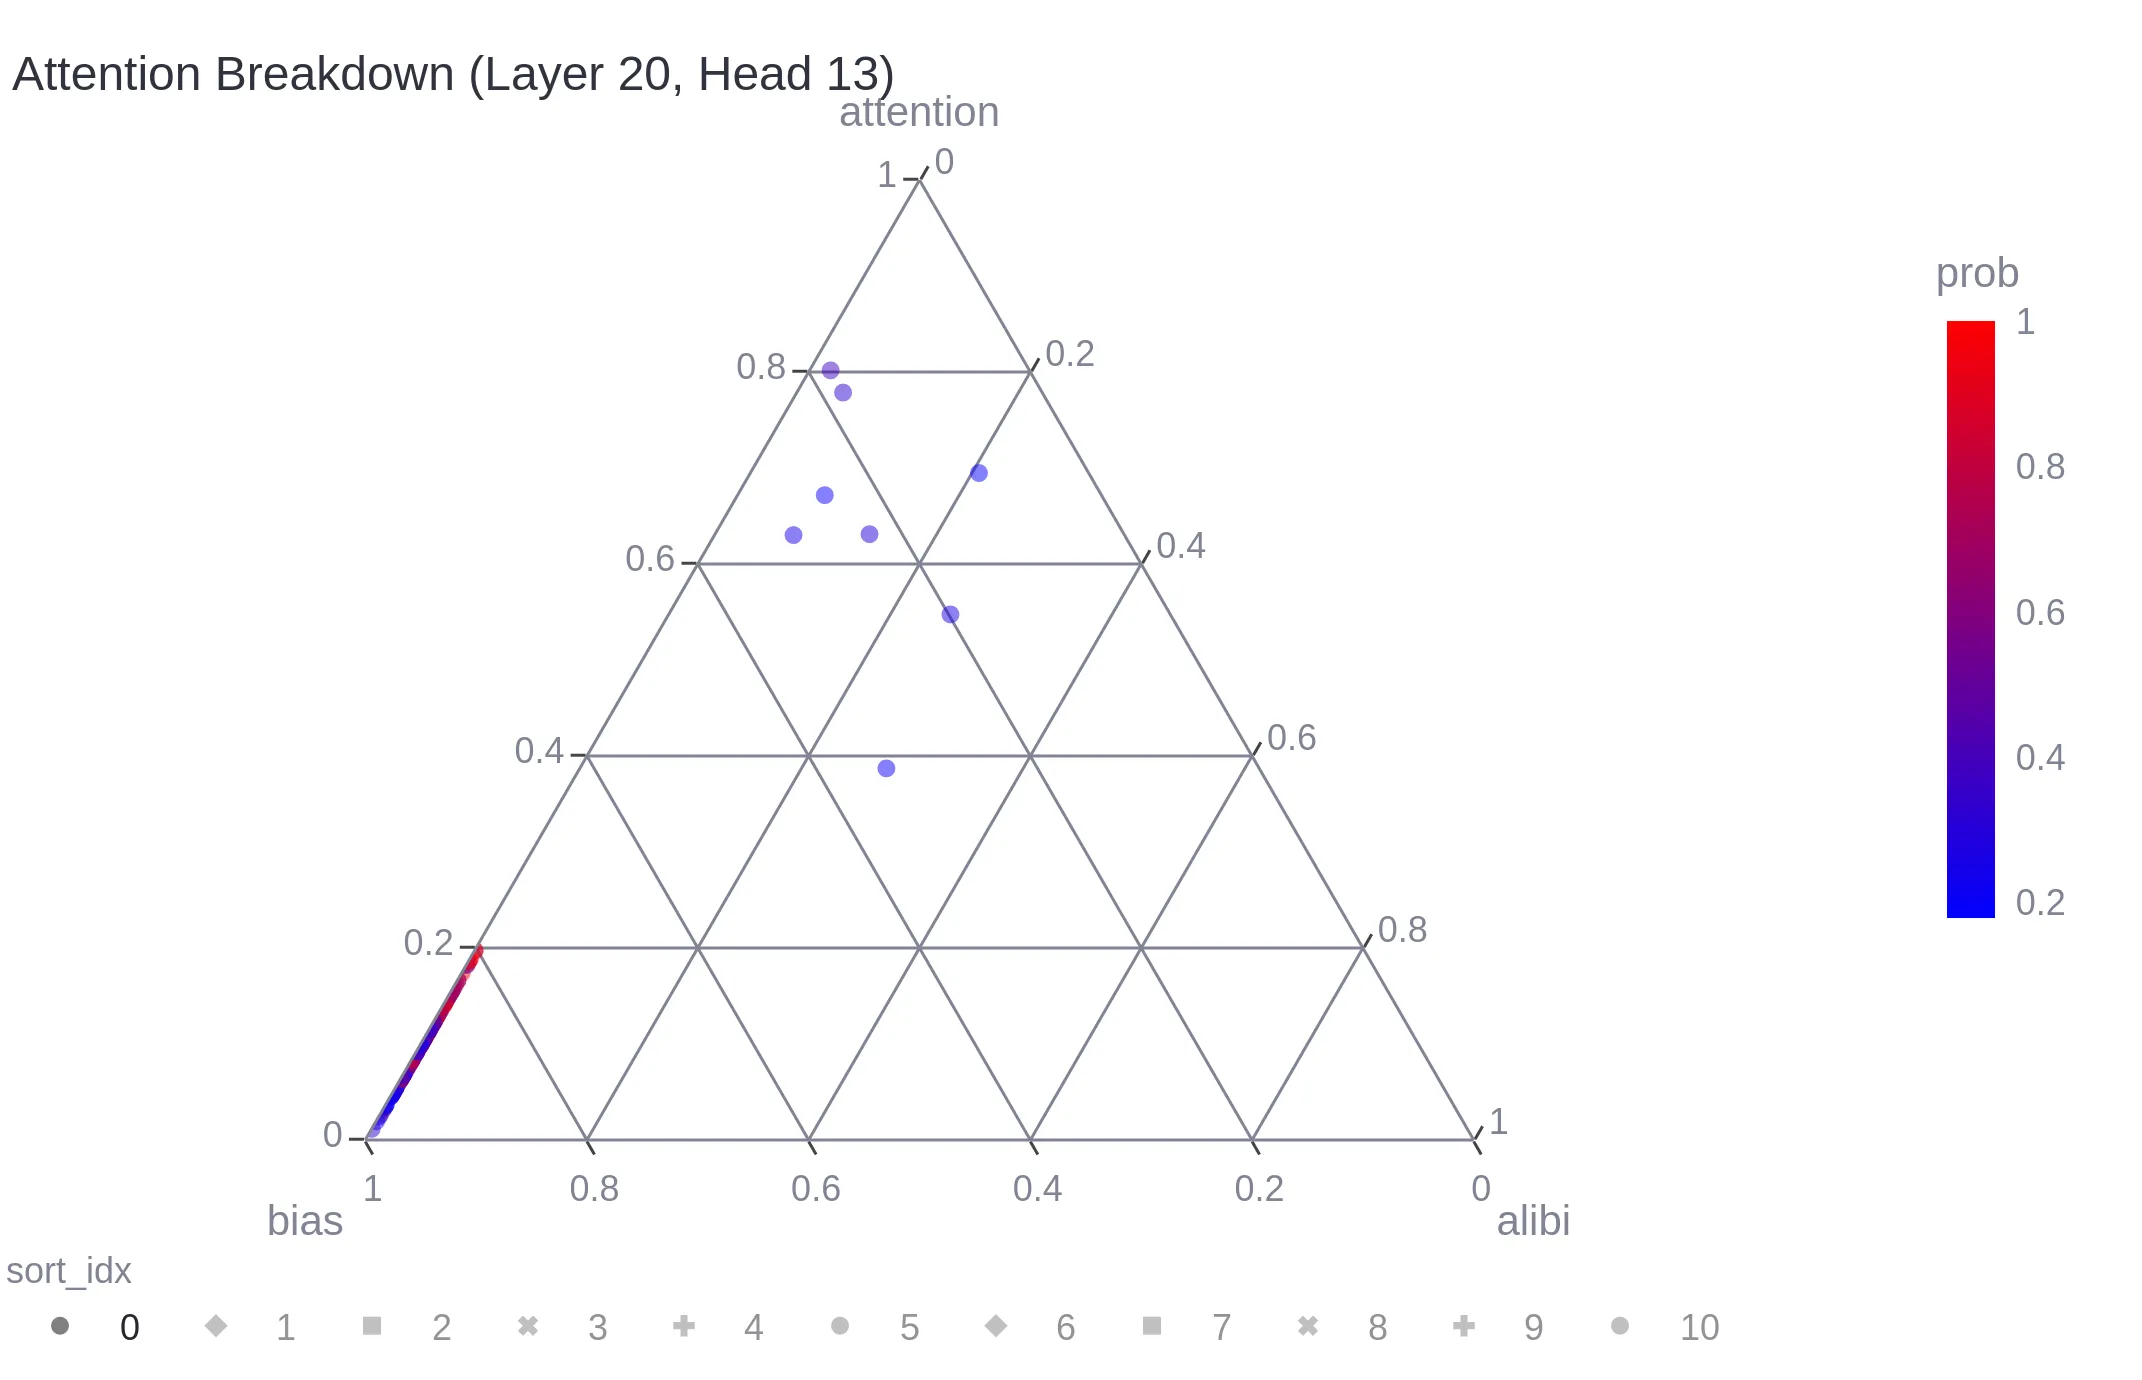 Attention Breakdown (Layer 20, Head 13)
attention
1 0
prob
1
0.8 0.2
0.8
0.6 0.4
0.6
0.4 0.6
0.4
0.2 0.8
0.2
0 1
1 0.8 0.6 0.4 0.2 0
bias alibi
sort_idx
0 1 2 3 4 5 6 7 8 9 10